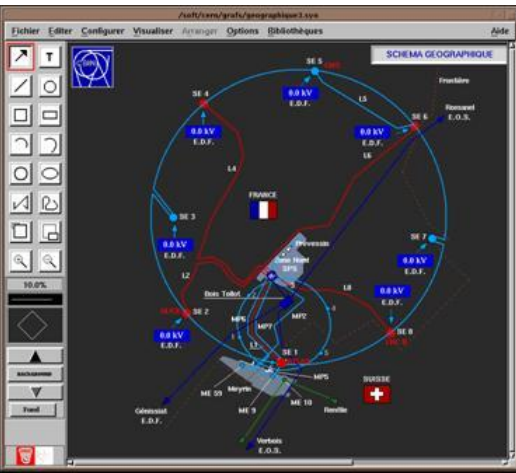 /soft/cern/grafs/geographique3.syn
Fichier Editer Configurer Visualiser Arranger Options Bibliothèques Aide
T
10.0%
BACKGROUND
Fond
CERN
SCHEMA GEOGRAPHIQUE
SE 5
Frontière
0.0 kV
E.D.F.
L5
SE 4
0.0 kV
E.D.F.
SE 6
Romanel
E.O.S.
0.0 kV
E.D.F.
L6
L4
FRANCE
SE 3
0.0 kV
E.D.F.
Prevessin
Zone Nord
SPS
SE 7
0.0 kV
E.D.F.
L2
Bois Tollot
L8
0.0 kV
E.D.F.
SE 2
0.0 kV
E.D.F.
MP6
MP7
MP2
SE 8
SE 1
MP5
Meyrin
ME 59
ME 9
ME 10
SUISSE
Génissiat
E.D.F.
Renfile
Verbois
E.O.S.